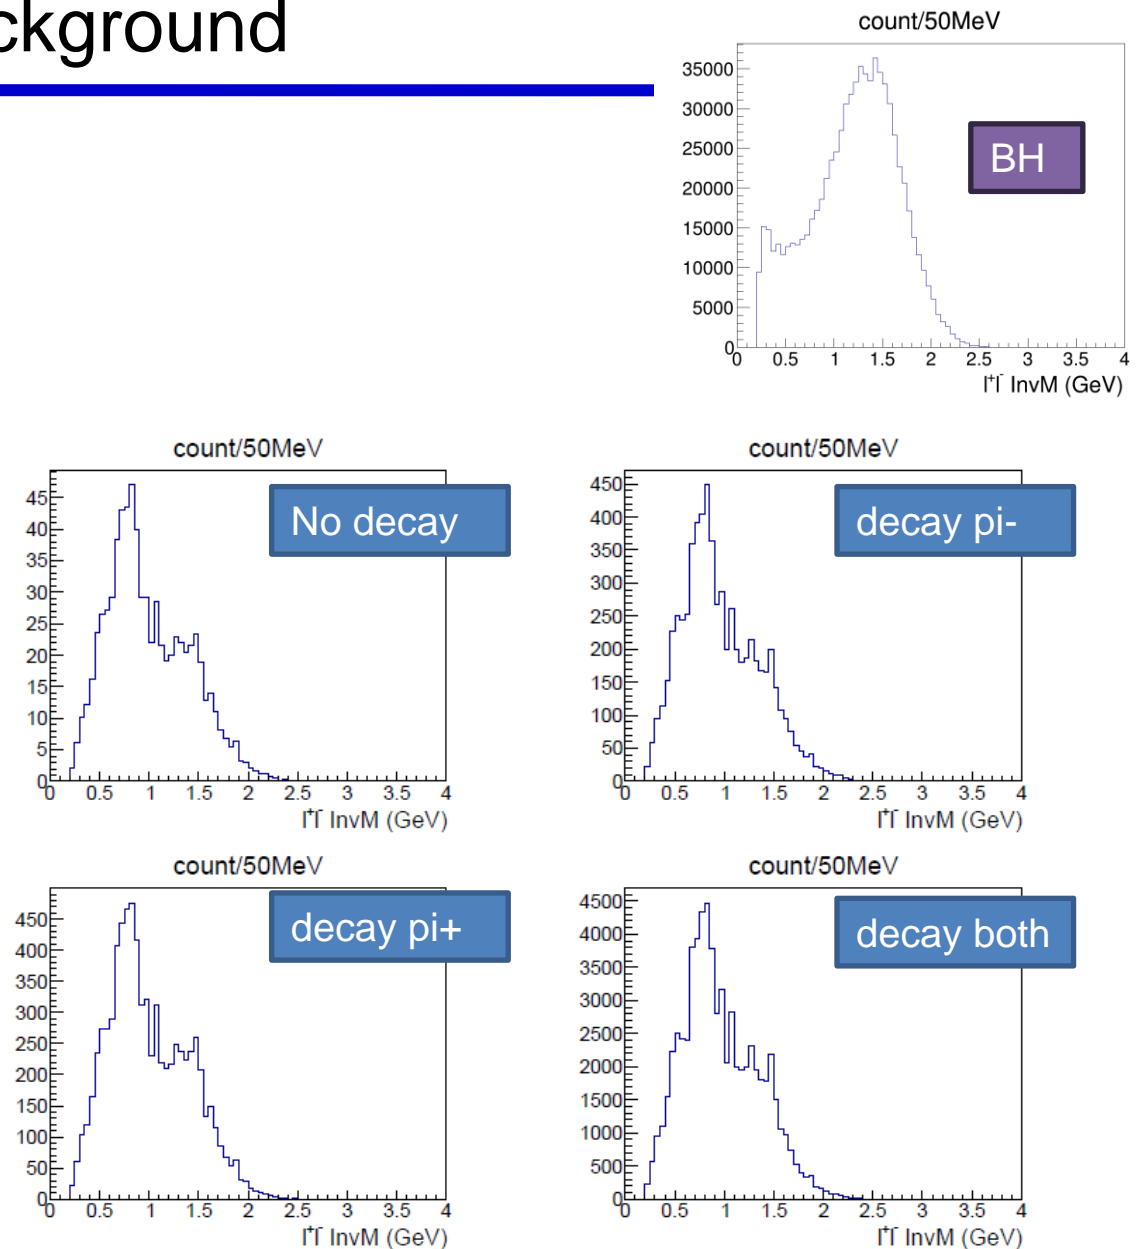 ckground
count/50MeV
35000
30000
25000
20000
15000
10000
5000
0
BH
0 0.5 1 1.5 2 2.5 3 3.5 4
l⁺l⁻ InvM (GeV)
count/50MeV
45
40
35
30
25
20
15
10
5
0
No decay
0 0.5 1 1.5 2 2.5 3 3.5 4
l⁺l⁻ InvM (GeV)
count/50MeV
450
400
350
300
250
200
150
100
50
0
decay pi-
0 0.5 1 1.5 2 2.5 3 3.5 4
l⁺l⁻ InvM (GeV)
count/50MeV
450
400
350
300
250
200
150
100
50
0
decay pi+
0 0.5 1 1.5 2 2.5 3 3.5 4
l⁺l⁻ InvM (GeV)
count/50MeV
4500
4000
3500
3000
2500
2000
1500
1000
500
0
decay both
0 0.5 1 1.5 2 2.5 3 3.5 4
l⁺l⁻ InvM (GeV)